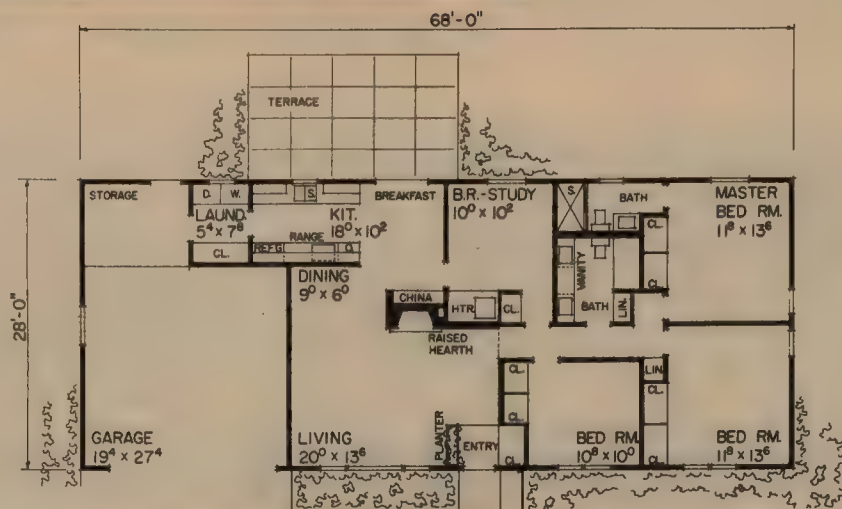 68'-0"
TERRACE
STORAGE
D. W.
LAUND.
5⁴ x 7⁸
CL.
S.
KIT.
18⁰ x 10²
RANGE
REFG
O.
BREAKFAST
B.R.-STUDY
10⁰ x 10²
S.
BATH
MASTER
BED RM.
11⁸ x 13⁶
CL.
CL.
28'-0"
DINING
9⁰ x 6⁰
CHINA
HTR.
CL.
VANITY
BATH
LIN.
RAISED
HEARTH
GARAGE
19⁴ x 27⁴
LIVING
20⁰ x 13⁶
PLANTER
ENTRY
CL.
CL.
CL.
BED RM.
10⁸ x 10⁰
LIN.
CL.
CL.
BED RM.
11⁸ x 13⁶